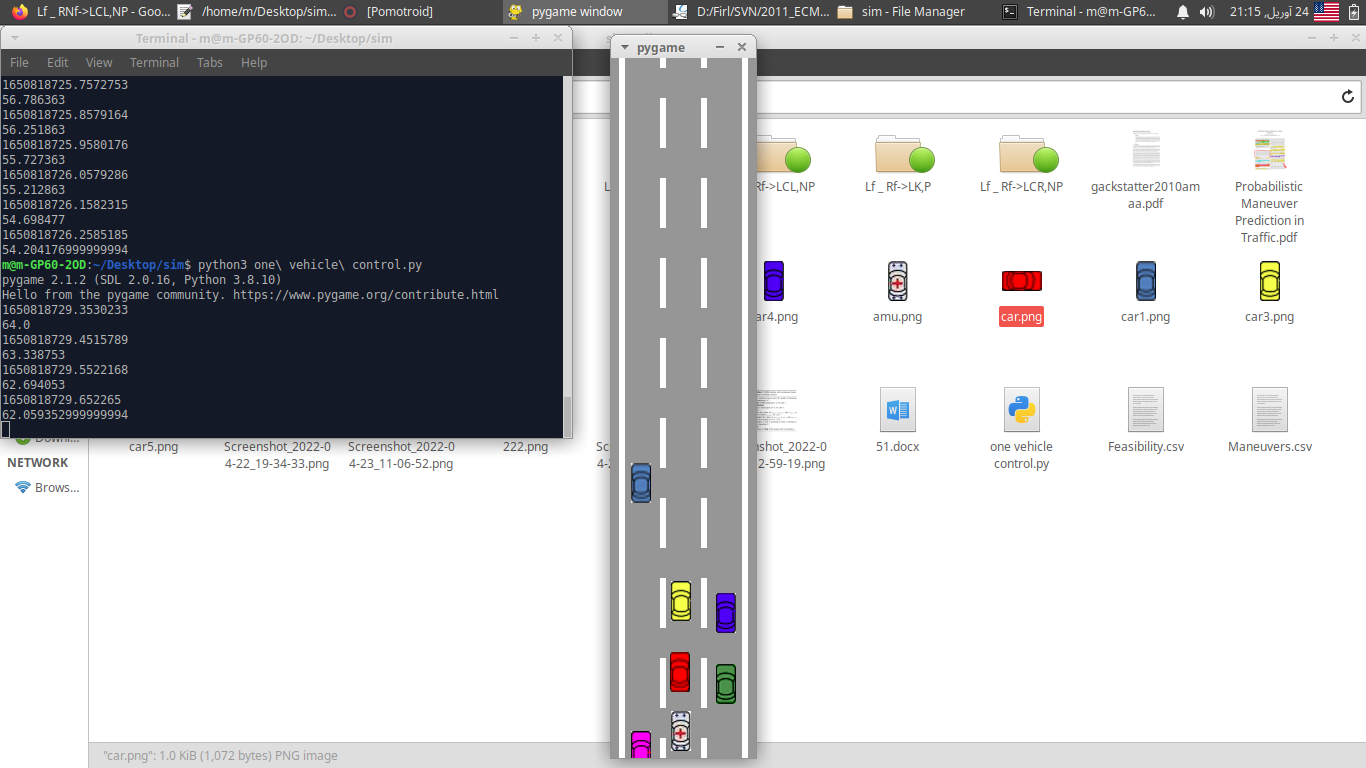 Lf _ RNf->LCL,NP - Goo...
/home/m/Desktop/sim...
[Pomotroid]
pygame window
D:/Firl/SVN/2011_ECM...
sim - File Manager
Terminal - m@m-GP6...
24 آوریل, 21:15
Terminal - m@m-GP60-2OD: ~/Desktop/sim
File Edit View Terminal Tabs Help
1650818725.7572753
56.786363
1650818725.8579164
56.251863
1650818725.9580176
55.727363
1650818726.0579286
55.212863
1650818726.1582315
54.698477
1650818726.2585185
54.204176999999994
m@m-GP60-2OD:~/Desktop/sim$ python3 one\ vehicle\ control.py
pygame 2.1.2 (SDL 2.0.16, Python 3.8.10)
Hello from the pygame community. https://www.pygame.org/contribute.html
1650818729.3530233
64.0
1650818729.4515789
63.338753
1650818729.5522168
62.694053
1650818729.652265
62.059352999999994
pygame
Rf->LCL,NP
Lf _ Rf->LK,P
Lf _ Rf->LCR,NP
gackstatter2010am
aa.pdf
Probabilistic
Maneuver
Prediction in
Traffic.pdf
ar4.png
amu.png
car.png
car1.png
car3.png
NETWORK
Brows...
car5.png
Screenshot_2022-0
4-22_19-34-33.png
Screenshot_2022-0
4-23_11-06-52.png
222.png
shot_2022-04
2-59-19.png
51.docx
one vehicle
control.py
Feasibility.csv
Maneuvers.csv
"car.png": 1.0 KiB (1,072 bytes) PNG image